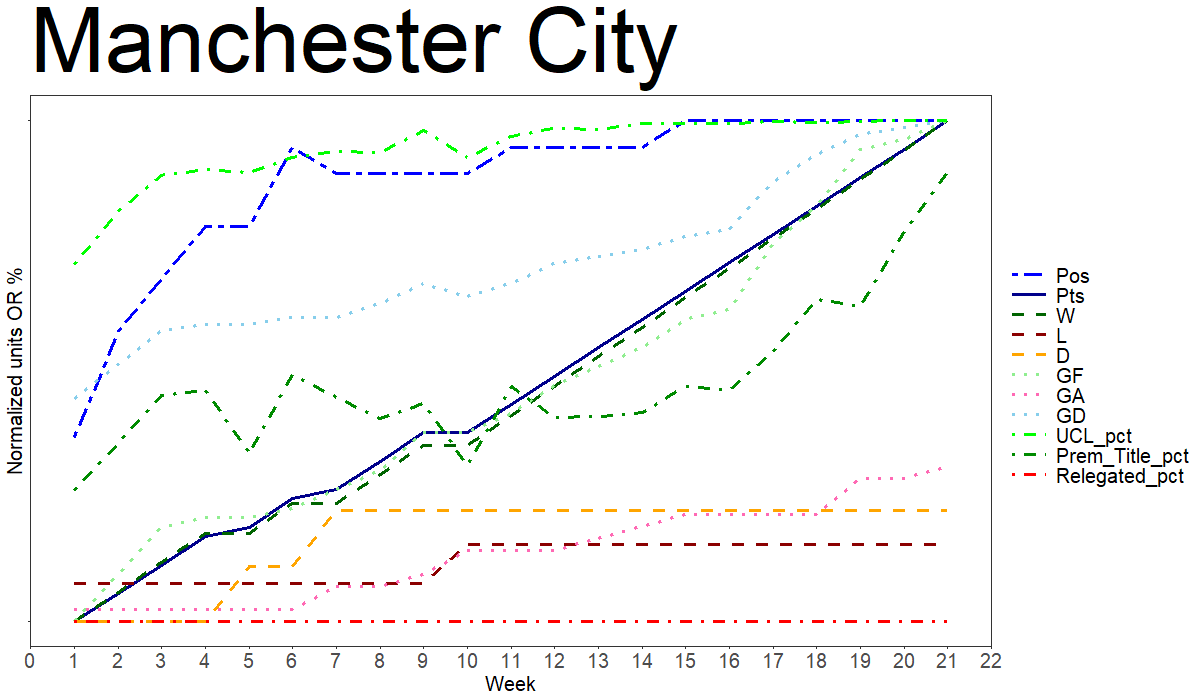 Manchester City
Normalized units OR %
Pos
Pts
W
L
D
GF
GA
GD
UCL_pct
Prem_Title_pct
Relegated_pct
0 1 2 3 4 5 6 7 8 9 10 11 12 13 14 15 16 17 18 19 20 21 22
Week